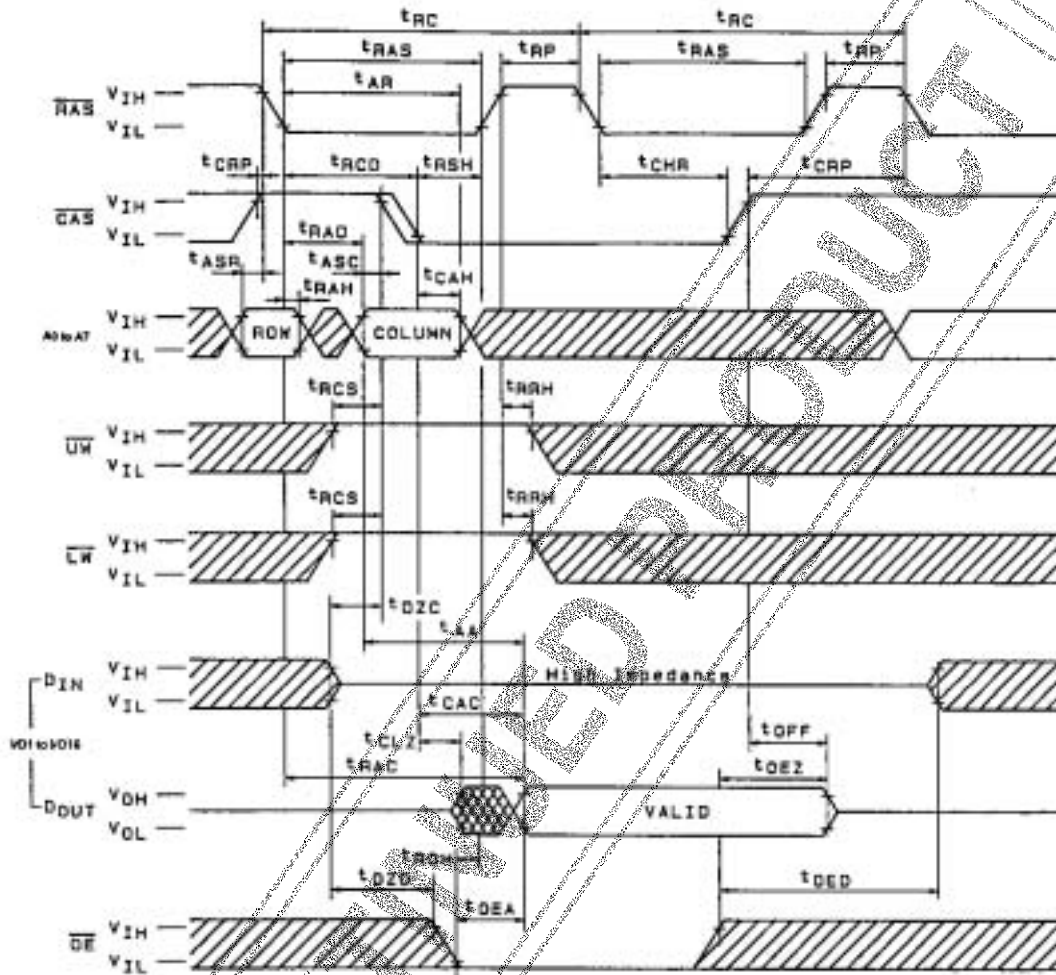 tRC tRC
tRAS tRP tRAS tRP
tAR
RAS VIH
VIL
tCRP tRCD tRSH tCHR tCRP
CAS VIH
VIL
tRAD
tASR tASC
tRAH tCAH
A0 to A7 VIH ROW COLUMN
VIL
tRCS tRRH
UW VIH
VIL
tRCS tRRH
LW VIH
VIL
tDZC
tAA
DIN VIH High Impedance
VIL
tCAC
I/O1 to I/O16
tCLZ tOFF
tRAC tOEZ
DOUT VOH VALID
VOL
tROH
tDZO tOED
tOEA
OE VIH
VIL
PRODUCT